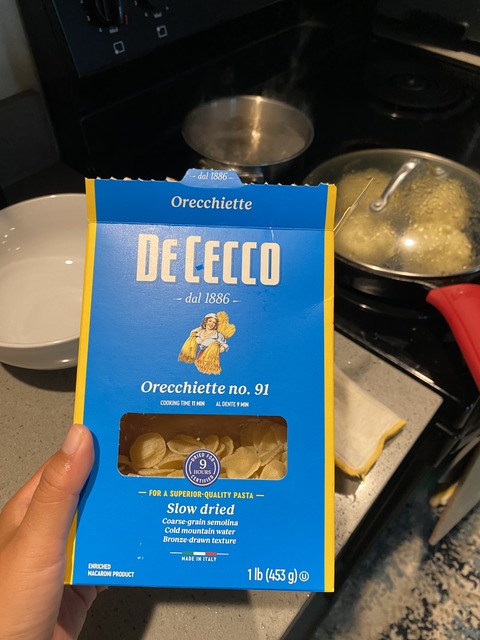 - dal 1886 -
Orecchiette
DE CECCO
- dal 1886 -
Orecchiette no. 91
COOKING TIME 11 MIN AL DENTE 9 MIN
DRIED FOR
9
HOURS
CERTIFIED
— FOR A SUPERIOR-QUALITY PASTA —
Slow dried
Coarse-grain semolina
Cold mountain water
Bronze-drawn texture
MADE IN ITALY
ENRICHED
MACARONI PRODUCT
1 lb (453 g) U